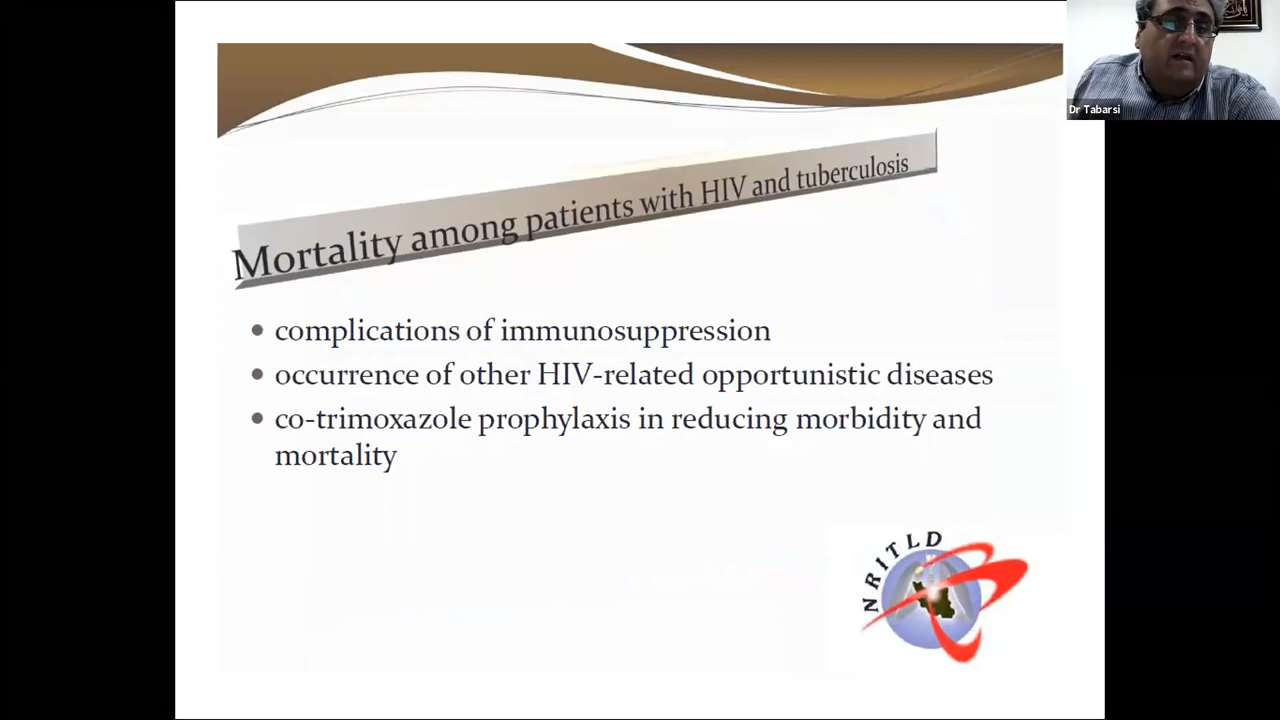 Dr Tabarsi
Mortality among patients with HIV and tuberculosis
• complications of immunosuppression
• occurrence of other HIV-related opportunistic diseases
• co-trimoxazole prophylaxis in reducing morbidity and
mortality
NRITLD